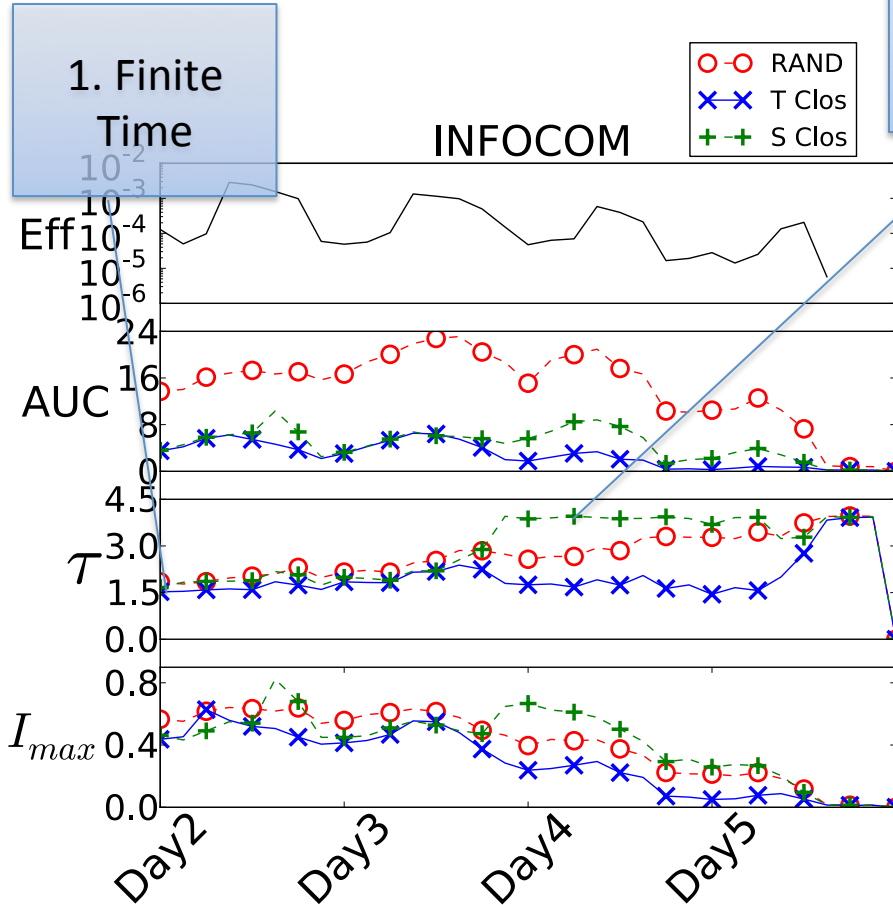 1. Finite
Time
RAND
T Clos
S Clos
INFOCOM
Eff
10-2
10-3
10-4
10-5
10-6
AUC
24
16
8
0
τ
4.5
3.0
1.5
0.0
Imax
0.8
0.4
0.0
Day2
Day3
Day4
Day5